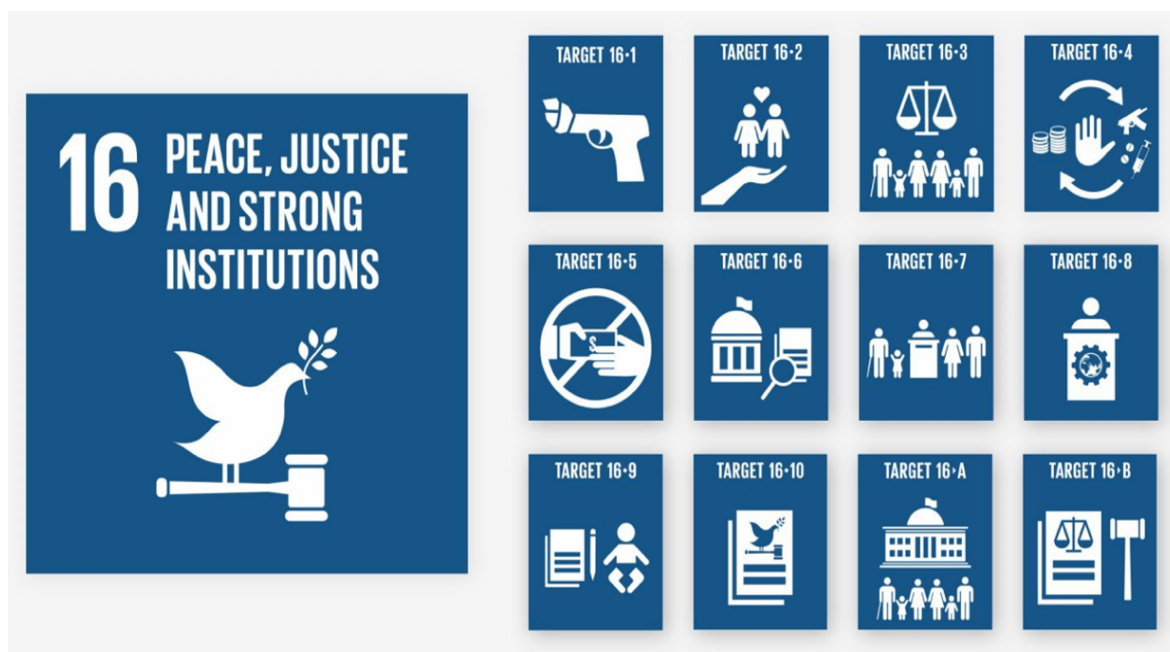 16 PEACE, JUSTICE
AND STRONG
INSTITUTIONS
TARGET 16·1
TARGET 16·2
TARGET 16·3
TARGET 16·4
TARGET 16·5
$
TARGET 16·6
TARGET 16·7
TARGET 16·8
TARGET 16·9
TARGET 16·10
TARGET 16·A
TARGET 16·B